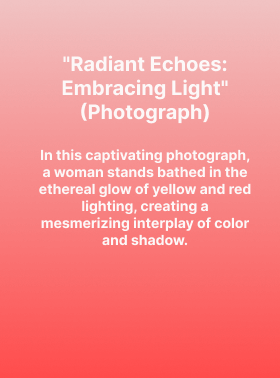 "Radiant Echoes:
Embracing Light"
(Photograph)
In this captivating photograph,
a woman stands bathed in the
ethereal glow of yellow and red
lighting, creating a
mesmerizing interplay of color
and shadow.